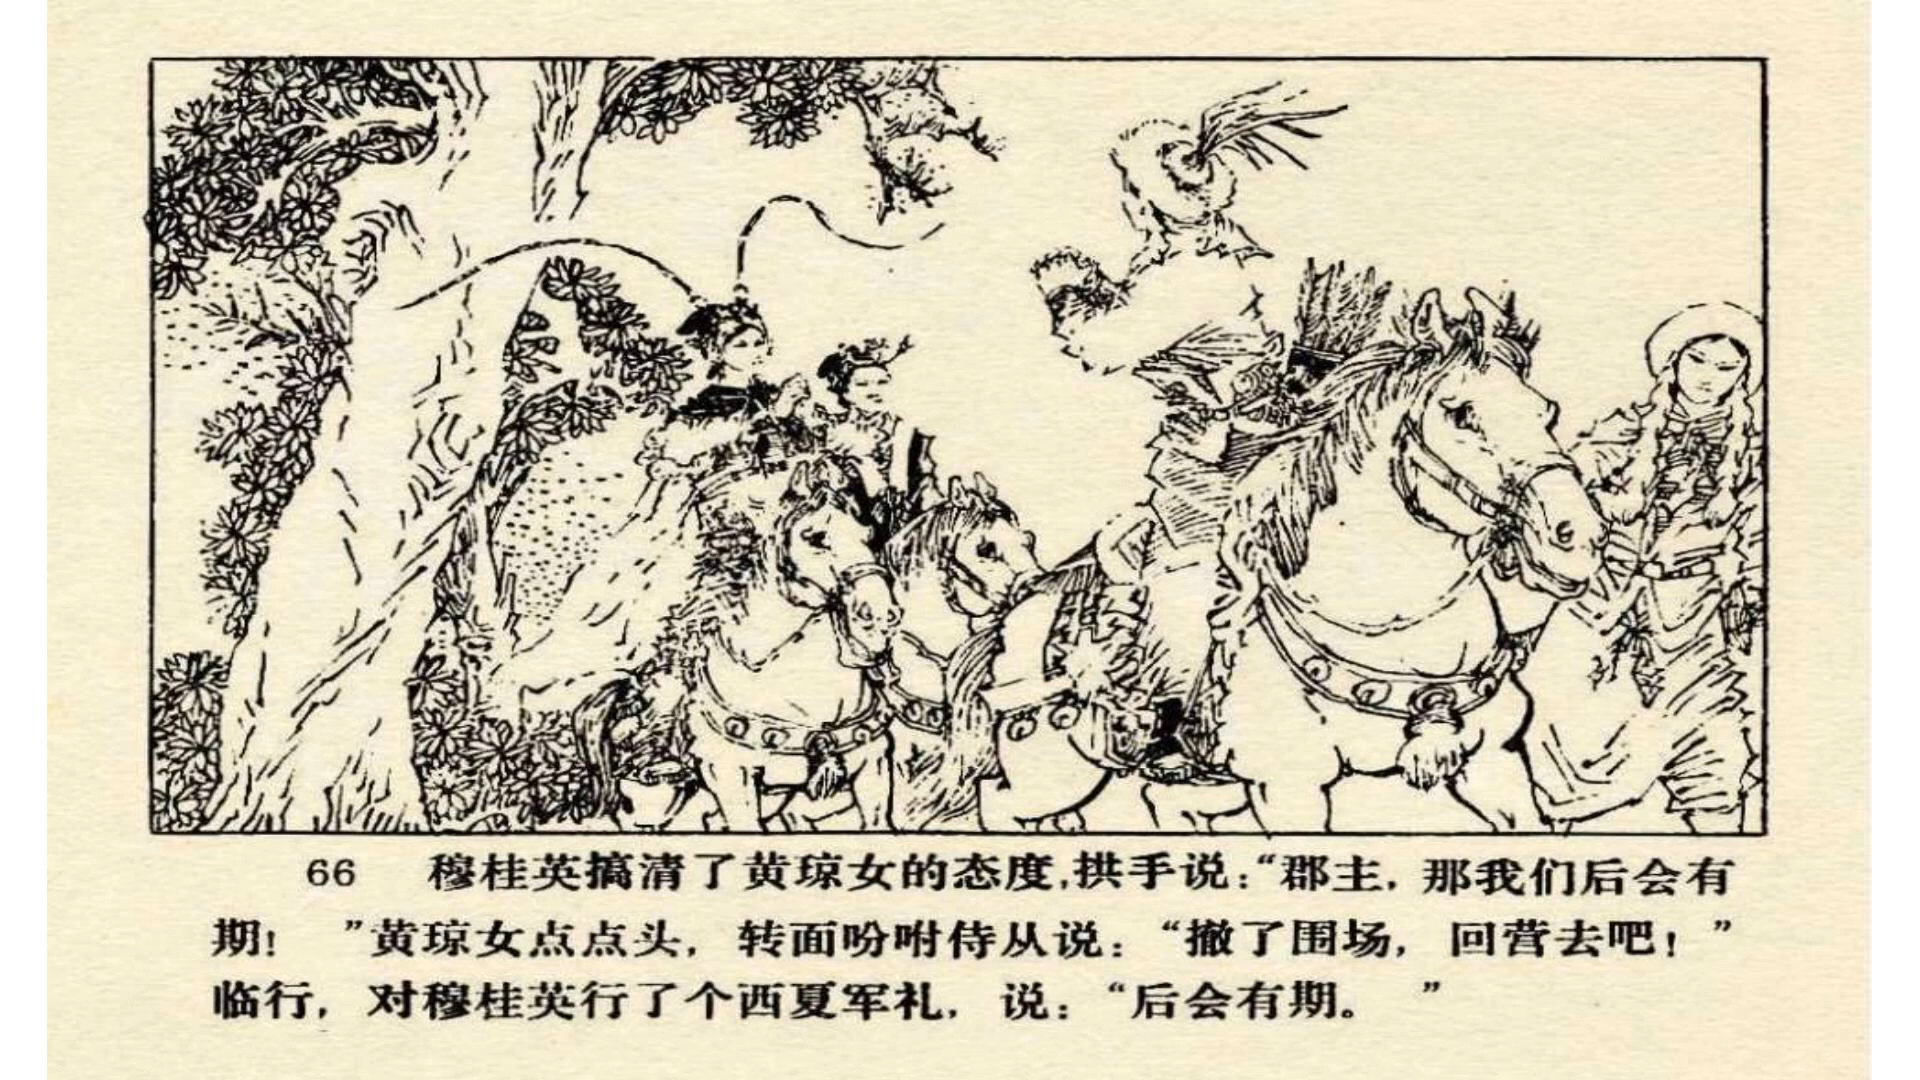 66 穆桂英搞清了黄琼女的态度,拱手说:“郡主,那我们后会有
期!”黄琼女点点头,转面吩咐侍从说:“撤了围场,回营去吧!”
临行,对穆桂英行了个西夏军礼,说:“后会有期。”